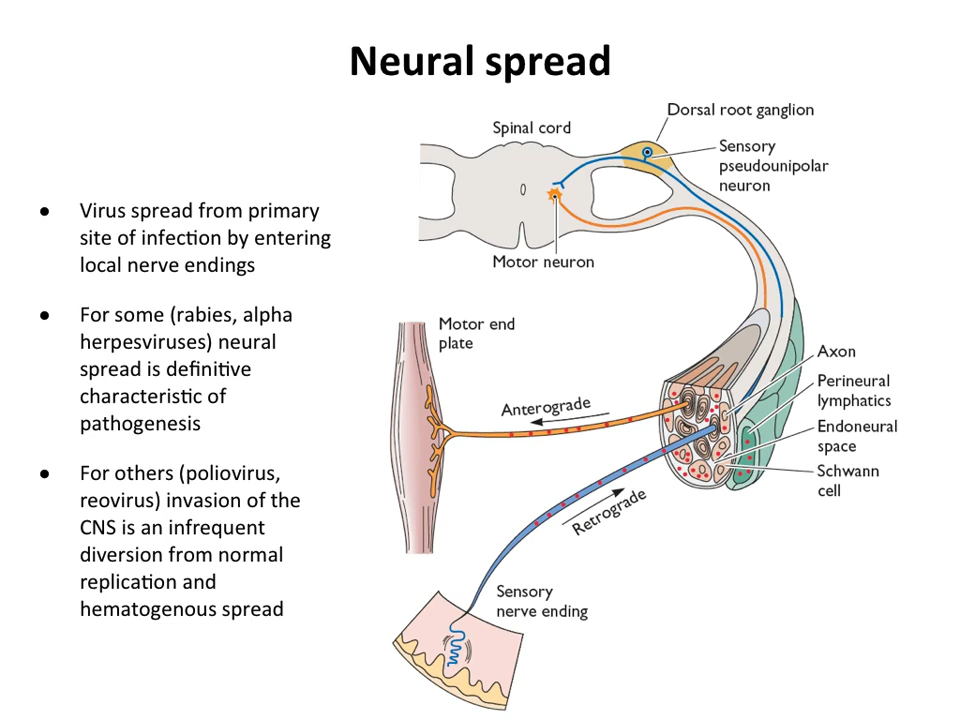 Neural spread
● Virus spread from primary
site of infection by entering
local nerve endings
● For some (rabies, alpha
herpesviruses) neural
spread is definitive
characteristic of
pathogenesis
● For others (poliovirus,
reovirus) invasion of the
CNS is an infrequent
diversion from normal
replication and
hematogenous spread
Dorsal root ganglion
Spinal cord
Sensory
pseudounipolar
neuron
Motor neuron
Motor end
plate
Axon
Perineural
lymphatics
Anterograde
Endoneural
space
Schwann
cell
Retrograde
Sensory
nerve ending